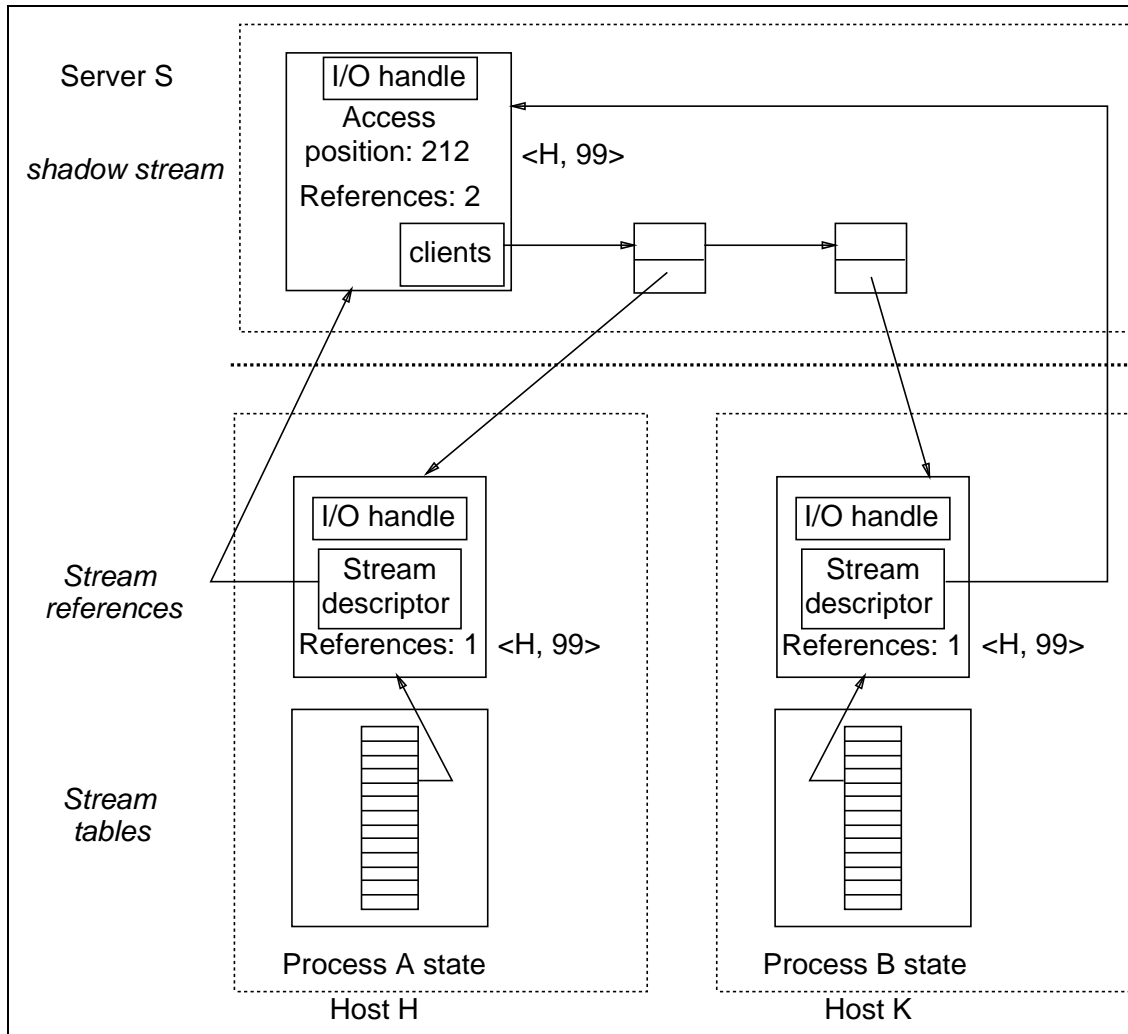 Server S
shadow stream
I/O handle
Access
position: 212
References: 2
clients
<H, 99>
Stream
references
I/O handle
Stream
descriptor
References: 1
<H, 99>
I/O handle
Stream
descriptor
References: 1
<H, 99>
Stream
tables
Process A state
Host H
Process B state
Host K